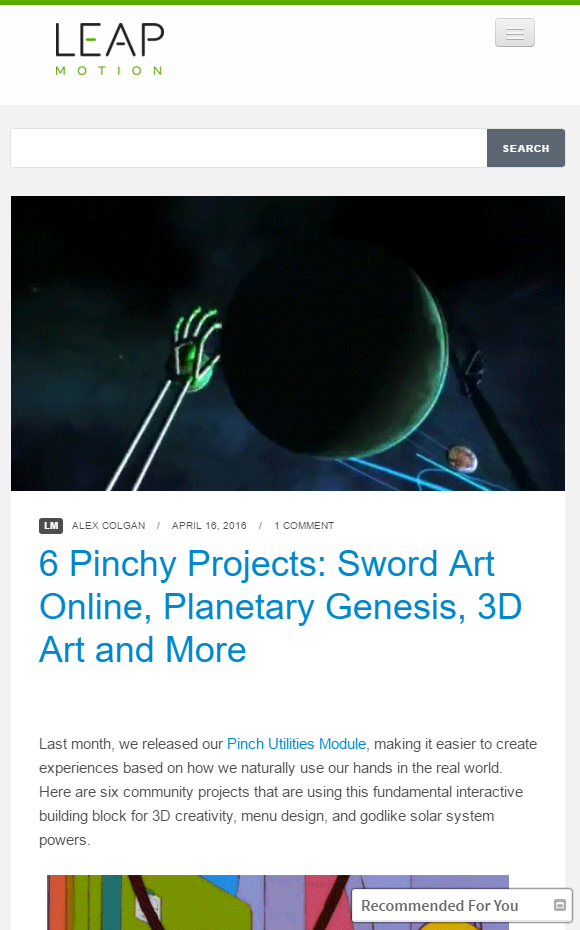 LEAP
MOTION
SEARCH
LM ALEX COLGAN / APRIL 16, 2016 / 1 COMMENT
6 Pinchy Projects: Sword Art
Online, Planetary Genesis, 3D
Art and More
Last month, we released our Pinch Utilities Module, making it easier to create
experiences based on how we naturally use our hands in the real world.
Here are six community projects that are using this fundamental interactive
building block for 3D creativity, menu design, and godlike solar system
powers.
Recommended For You